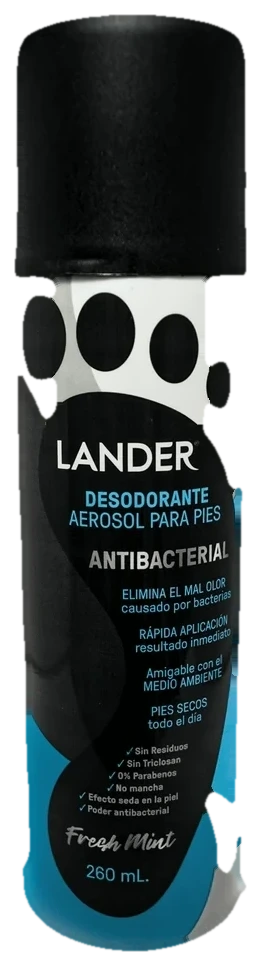 LANDER
DESODORANTE
AEROSOL PARA PIES
ANTIBACTERIAL
ELIMINA EL MAL OLOR
causado por bacterias
RÁPIDA APLICACIÓN
resultado inmediato
Amigable con el
MEDIO AMBIENTE
PIES SECOS
todo el día
✓Sin Residuos
✓Sin Triclosan
✓0% Parabenos
✓No mancha
✓Efecto seda en la piel
✓Poder antibacterial
Fresh Mint
260 mL.